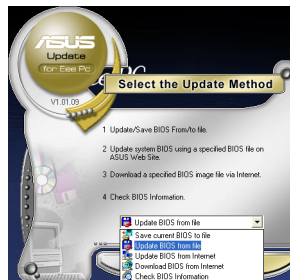 ASUS
Update
for Eee Pc
V1.01.09
Select the Update Method
1 Update/Save BIOS From/to file.
2 Update system BIOS using a specified BIOS file on
ASUS Web Site.
3 Download a specified BIOS image file via Internet.
4 Check BIOS Information.
Update BIOS from file
Save current BIOS to file
Update BIOS from file
Update BIOS from Internet
Download BIOS from Internet
Check BIOS Information